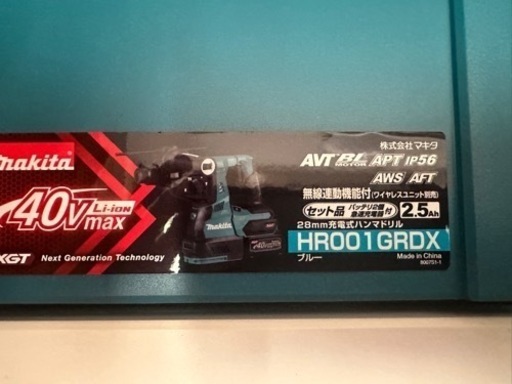 makita
40Vmax Li-ion
XGT Next Generation Technology
makita
株式会社マキタ
AVT BL MOTOR APT IP56
AWS AFT
無線連動機能付(ワイヤレスユニット別売)
セット品 バッテリ2個 急速充電器 付 2.5Ah
28mm充電式ハンマドリル
HR001GRDX
ブルー Made in China
800751-1